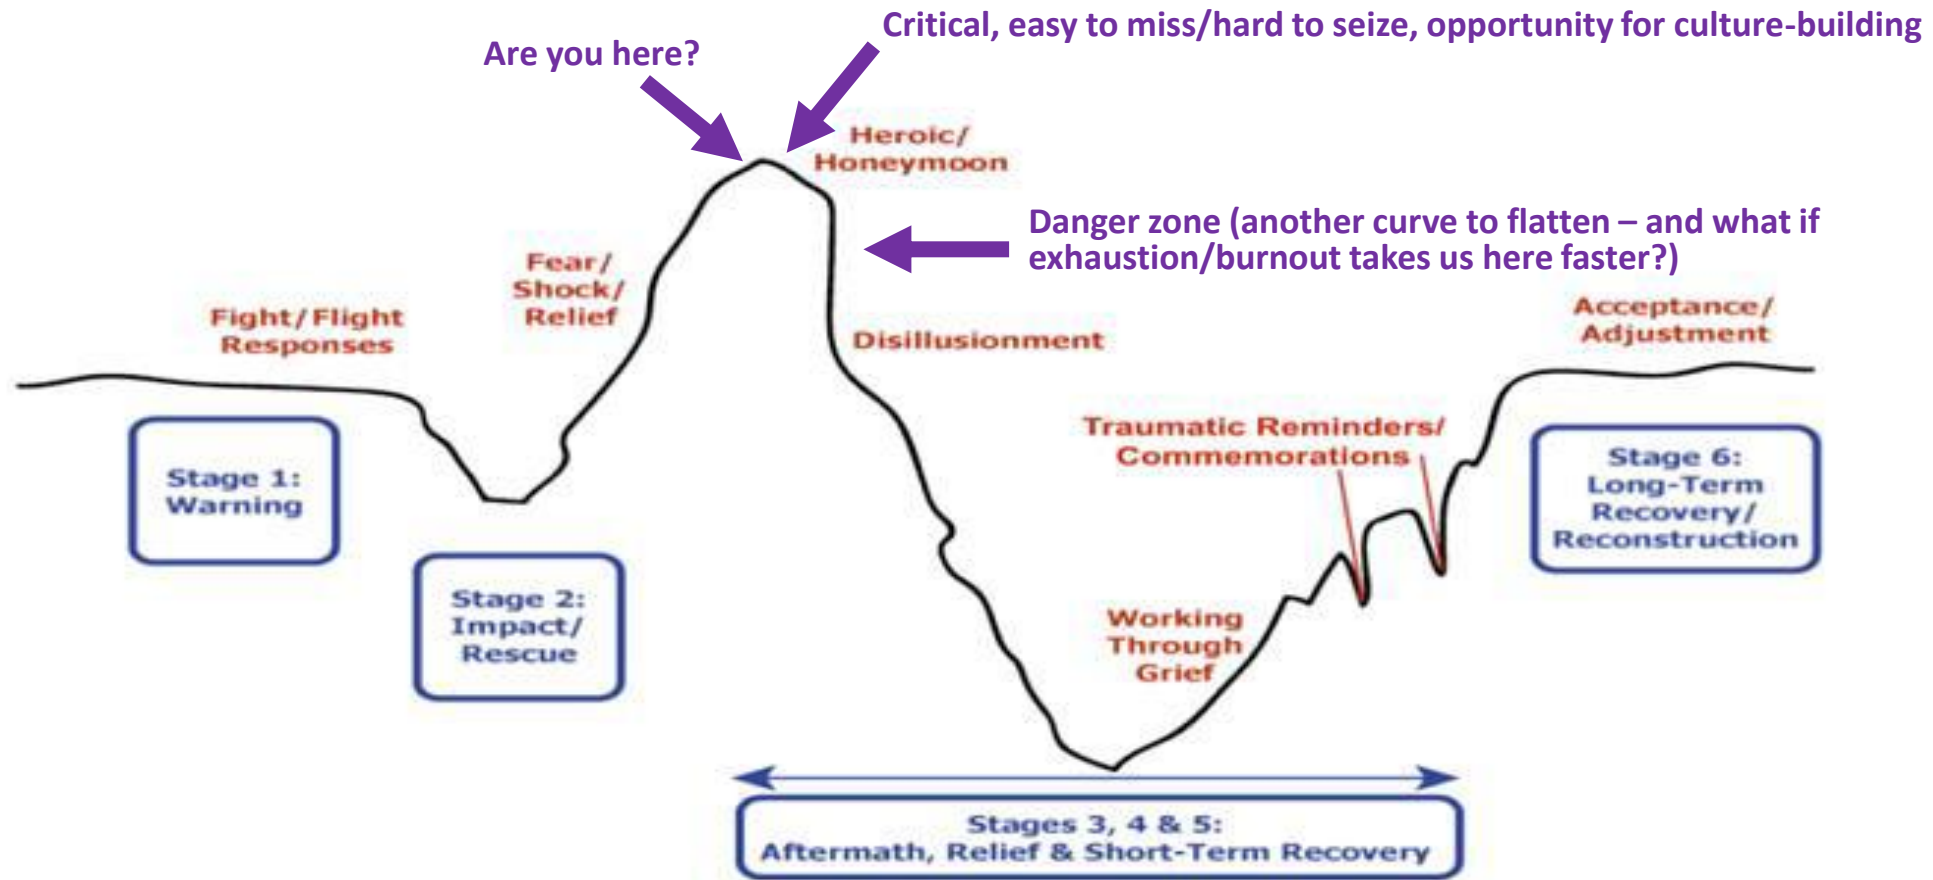 Critical, easy to miss/hard to seize, opportunity for culture-building
Are you here?
Heroic/
Honeymoon
Danger zone (another curve to flatten – and what if
exhaustion/burnout takes us here faster?)
Fear/
Shock/
Relief
Fight/Flight
Responses
Acceptance/
Adjustment
Disillusionment
Traumatic Reminders/
Commemorations
Stage 1:
Warning
Stage 6:
Long-Term
Recovery/
Reconstruction
Stage 2:
Impact/
Rescue
Working
Through
Grief
Stages 3, 4 & 5:
Aftermath, Relief & Short-Term Recovery